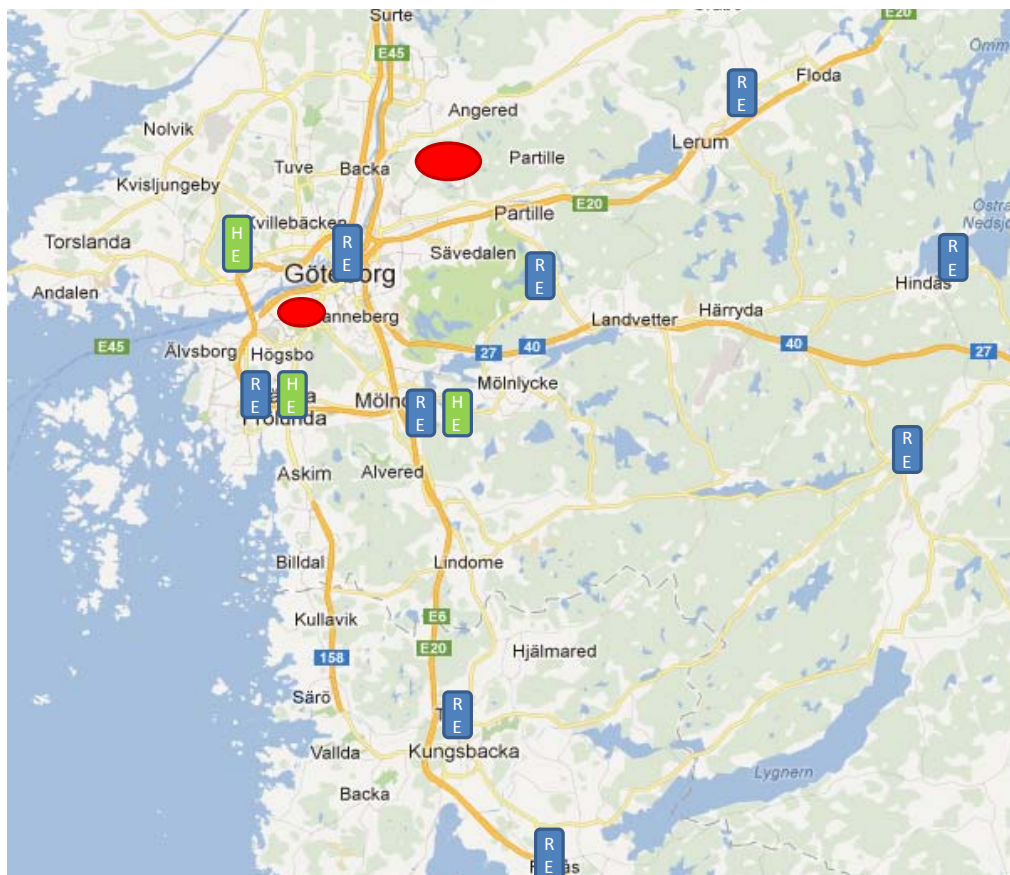 Surte
E20
E45
R
E
Floda
Angered
Nolvik
Lerum
Tuve
Backa
Partille
Kvisljungeby
E20
Partille
H
E
Kvillebäcken
R
E
Torslanda
Sävedalen
R
E
R
E
Göteborg
Hindås
Andalen
Härryda
Landvetter
E45
Älvsborg
Högsbo
27
40
40
27
Mölnlycke
R
E
H
E
Mölndal
R
E
H
E
Frölunda
R
E
Askim
Alvered
Billdal
Lindome
E6
Kullavik
E20
Hjälmared
158
Särö
R
E
Vallda
Kungsbacka
Lygnern
Backa
R
E